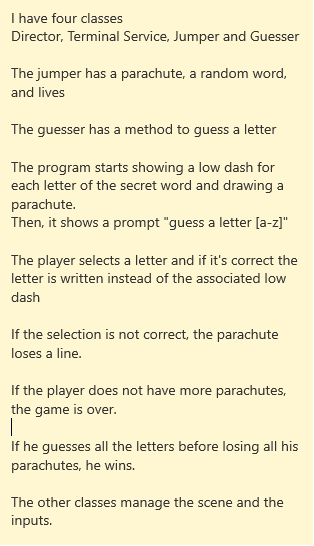 I have four classes
Director, Terminal Service, Jumper and Guesser
The jumper has a parachute, a random word,
and lives
The guesser has a method to guess a letter
The program starts showing a low dash for
each letter of the secret word and drawing a
parachute.
Then, it shows a prompt "guess a letter [a-z]"
The player selects a letter and if it's correct the
letter is written instead of the associated low
dash
If the selection is not correct, the parachute
loses a line.
If the player does not have more parachutes,
the game is over.
If he guesses all the letters before losing all his
parachutes, he wins.
The other classes manage the scene and the
inputs.